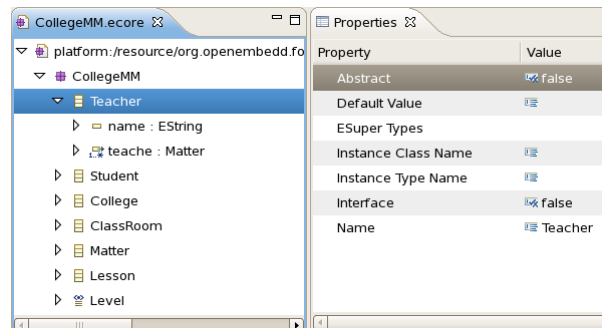 CollegeMM.ecore
platform:/resource/org.openembedd.fo
CollegeMM
Teacher
name : EString
1..* teache : Matter
Student
College
ClassRoom
Matter
Lesson
Level
Properties
Property Value
Abstract false
Default Value
ESuper Types
Instance Class Name
Instance Type Name
Interface false
Name Teacher